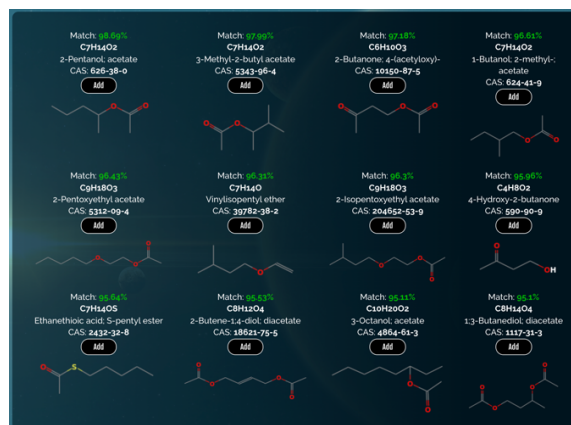 Match: 98.69%
C7H14O2
2-Pentanol; acetate
CAS: 626-38-0
Add
Match: 97.99%
C7H14O2
3-Methyl-2-butyl acetate
CAS: 5343-96-4
Add
Match: 97.18%
C6H10O3
2-Butanone; 4-(acetyloxy)-
CAS: 10150-87-5
Add
Match: 96.61%
C7H14O2
1-Butanol; 2-methyl-;
acetate
CAS: 624-41-9
Add
O
O
O
O
O
O
O
O
O
Match: 96.43%
C9H18O3
2-Pentoxyethyl acetate
CAS: 5312-09-4
Add
Match: 96.31%
C7H14O
Vinylisopentyl ether
CAS: 39782-38-2
Add
Match: 96.3%
C9H18O3
2-Isopentoxyethyl acetate
CAS: 204652-53-9
Add
Match: 95.96%
C4H8O2
4-Hydroxy-2-butanone
CAS: 590-90-9
Add
O
O
O
O
O
O
O
O
OH
Match: 95.64%
C7H14OS
Ethanethioic acid; S-pentyl ester
CAS: 2432-32-8
Add
Match: 95.53%
C8H12O4
2-Butene-1;4-diol; diacetate
CAS: 18621-75-5
Add
Match: 95.11%
C10H20O2
3-Octanol; acetate
CAS: 4864-61-3
Add
Match: 95.1%
C8H14O4
1;3-Butanediol; diacetate
CAS: 1117-31-3
Add
O
S
O
O
O
O
O
O
O
O
O
O